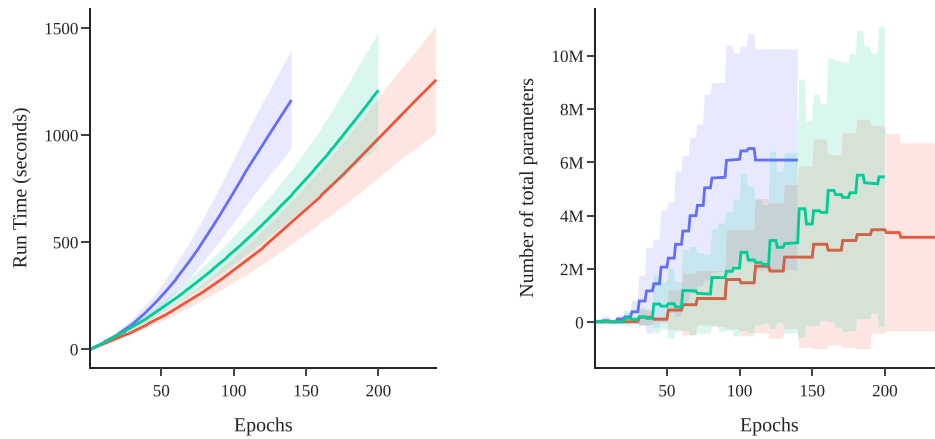 Run Time (seconds)
1500
1000
500
0
50
100
150
200
Epochs
Number of total parameters
10M
8M
6M
4M
2M
0
50
100
150
200
Epochs